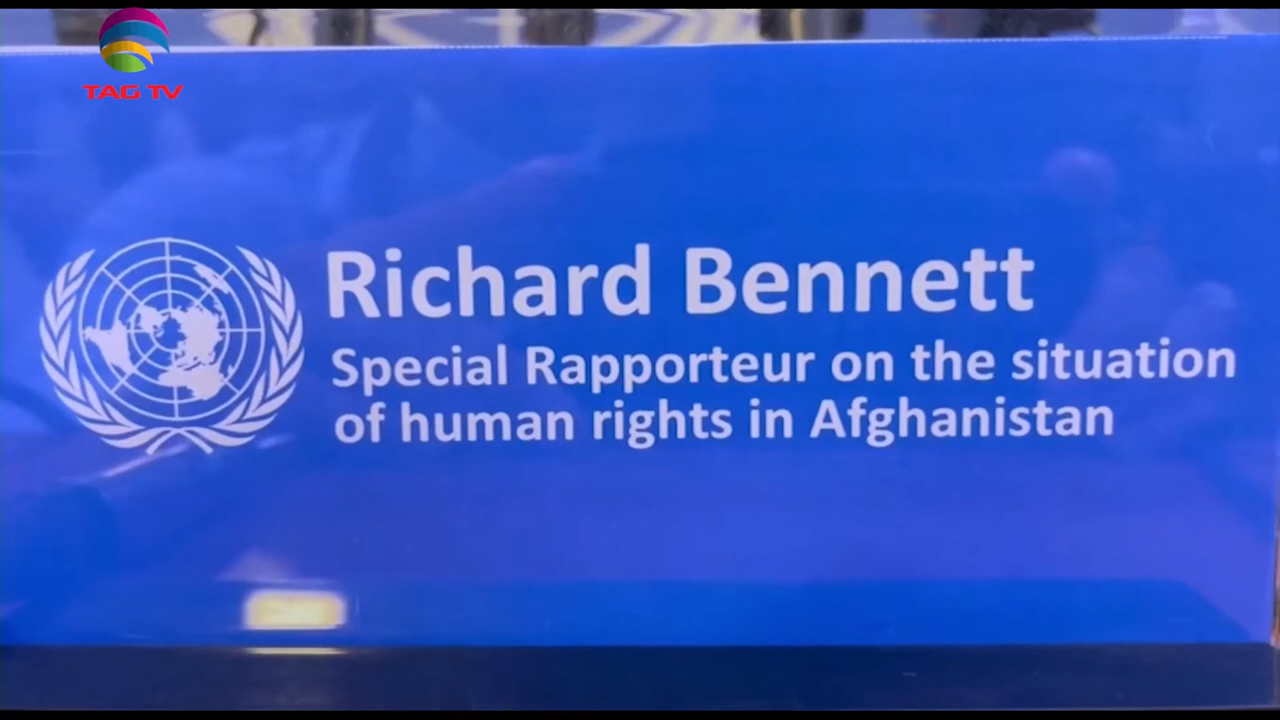 TAG TV
Richard Bennett
Special Rapporteur on the situation
of human rights in Afghanistan